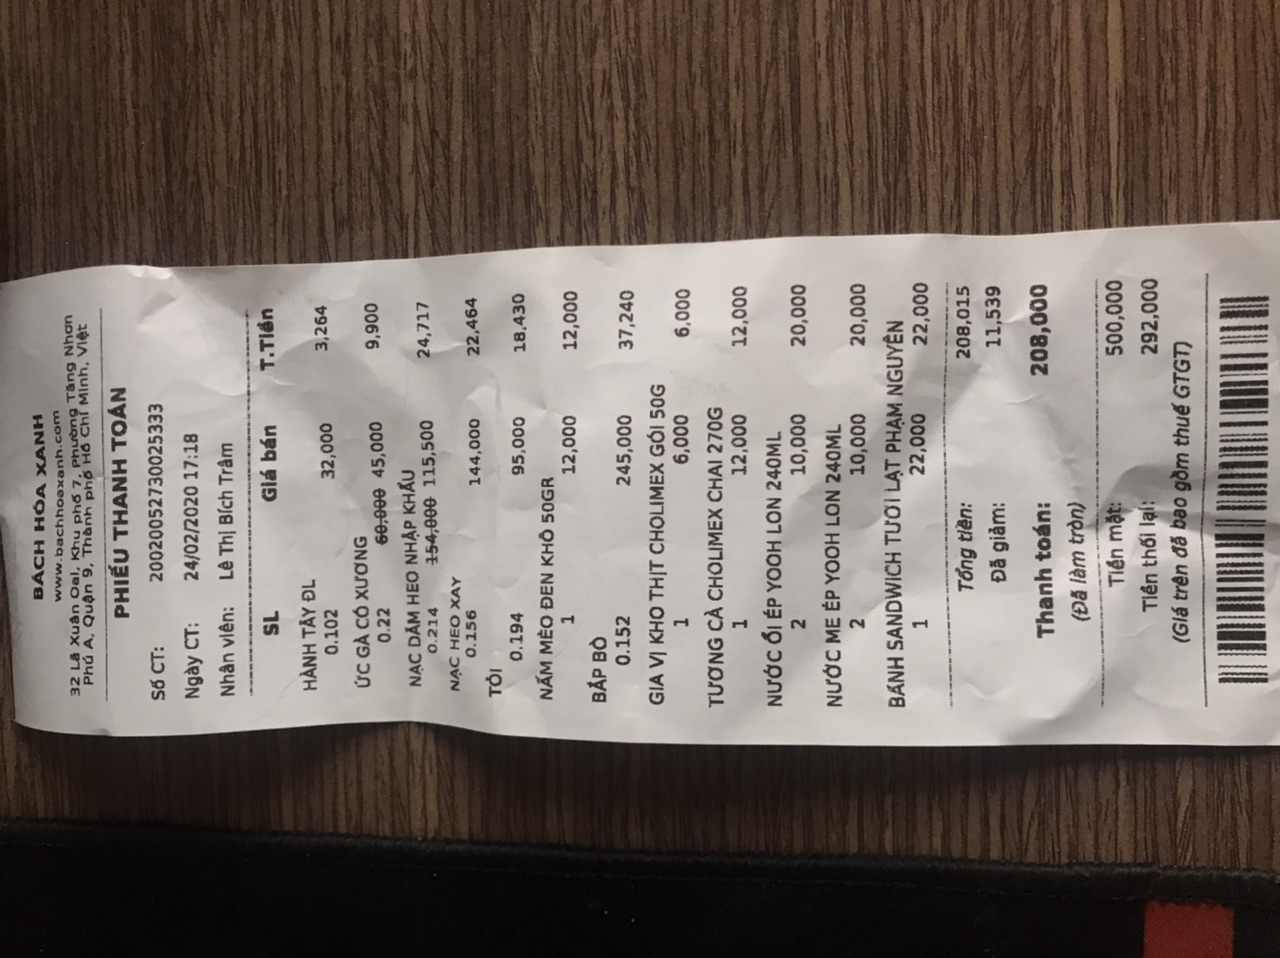 BÁCH HÓA XANH
www.bachhoaxanh.com
32 Lã Xuân Oai, Khu phố 7, Phường Tăng Nhơn
Phú A, Quận 9, Thành phố Hồ Chí Minh, Việt
PHIẾU THANH TOÁN
Số CT: 20020052730025333
Ngày CT: 24/02/2020 17:18
Nhân viên: Lê Thị Bích Trâm
SL Giá bán T.Tiền
HÀNH TÂY ĐL
0.102 32,000 3,264
ỨC GÀ CÓ XƯƠNG
0.22 60,000 45,000 9,900
NẠC DĂM HEO NHẬP KHẨU
0.214 154,000 115,500 24,717
NẠC HEO XAY
0.156 144,000 22,464
TỎI
0.194 95,000 18,430
NẤM MÈO ĐEN KHÔ 50GR
1 12,000 12,000
BẮP BÒ
0.152 245,000 37,240
GIA VỊ KHO THỊT CHOLIMEX GÓI 50G
1 6,000 6,000
TƯƠNG CÀ CHOLIMEX CHAI 270G
1 12,000 12,000
NƯỚC ỔI ÉP YOOH LON 240ML
2 10,000 20,000
NƯỚC ME ÉP YOOH LON 240ML
2 10,000 20,000
BÁNH SANDWICH TƯƠI LẠT PHẠM NGUYÊN
1 22,000 22,000
Tổng tiền: 208,015
Đã giảm: 11,539
Thanh toán: 208,000
(Đã làm tròn)
Tiền mặt: 500,000
Tiền thối lại: 292,000
(Giá trên đã bao gồm thuế GTGT)